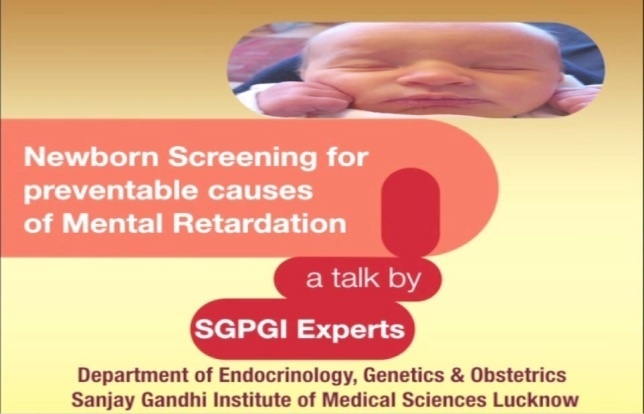 Newborn Screening for
preventable causes
of Mental Retardation
a talk by
SGPGI Experts
Department of Endocrinology, Genetics & Obstetrics
Sanjay Gandhi Institute of Medical Sciences Lucknow